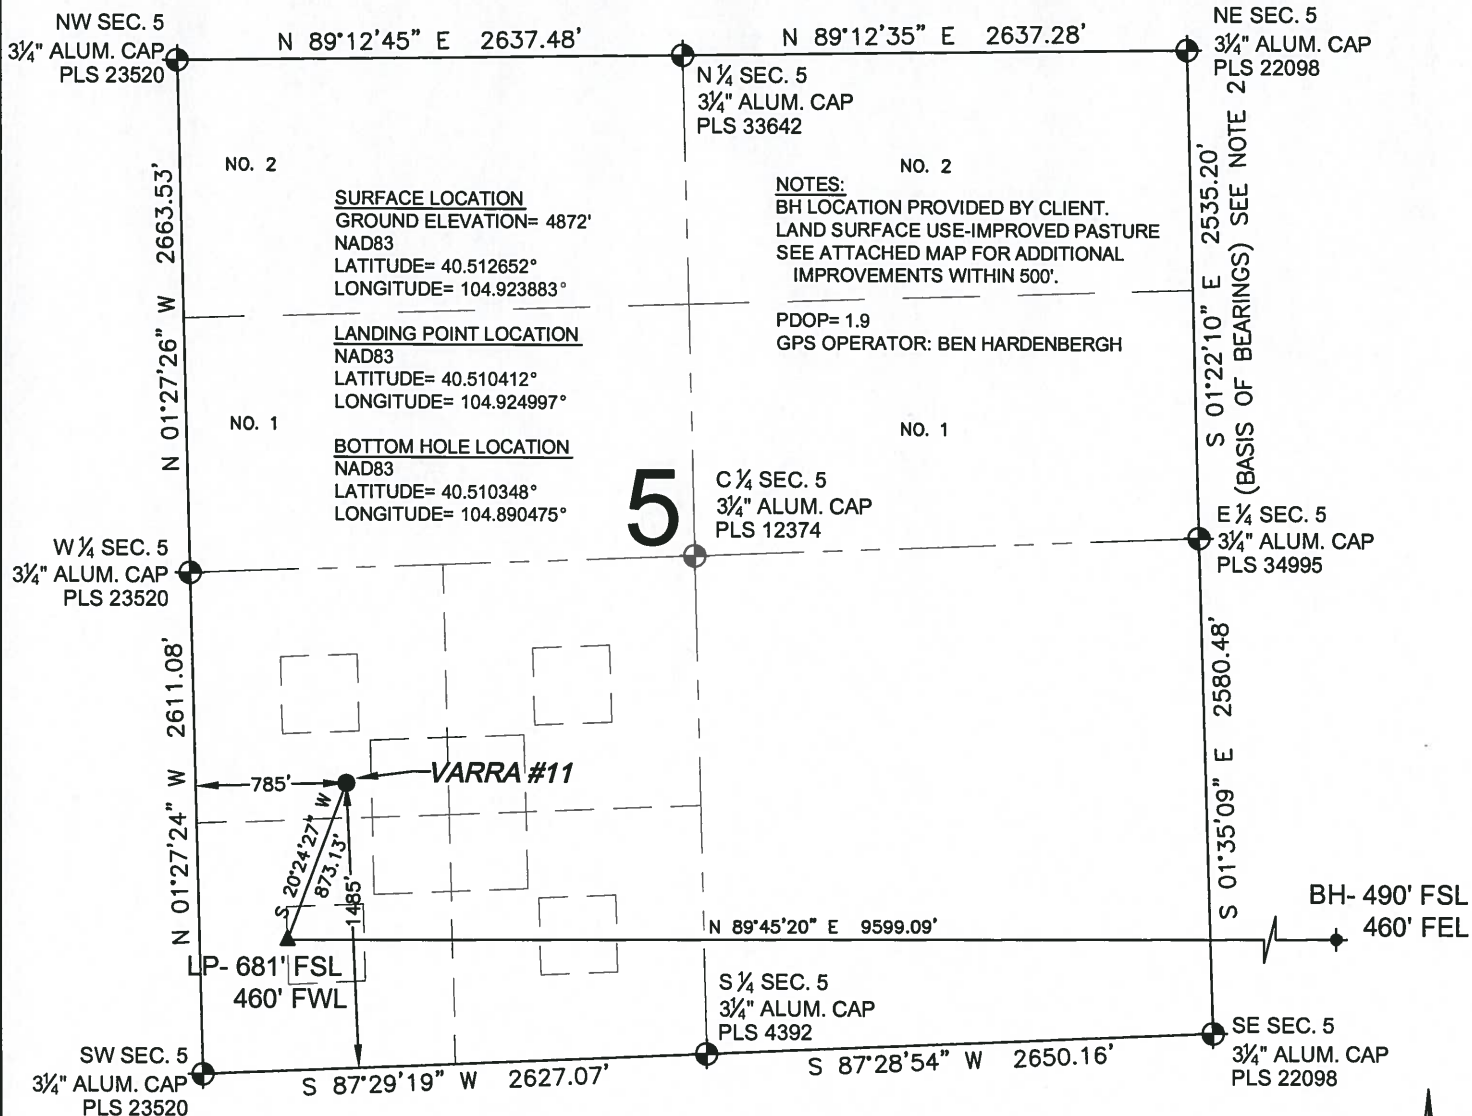 NW SEC. 5
3¼" ALUM. CAP
PLS 23520
N 89°12'45" E 2637.48'
N 89°12'35" E 2637.28'
NE SEC. 5
3¼" ALUM. CAP
PLS 22098
N ¼ SEC. 5
3¼" ALUM. CAP
PLS 33642
N 01°27'26" W 2663.53'
NO. 2
SURFACE LOCATION
GROUND ELEVATION= 4872'
NAD83
LATITUDE= 40.512652°
LONGITUDE= 104.923883°
NO. 2
NOTES:
BH LOCATION PROVIDED BY CLIENT.
LAND SURFACE USE-IMPROVED PASTURE
SEE ATTACHED MAP FOR ADDITIONAL
IMPROVEMENTS WITHIN 500'.
S 01°22'10" E 2535.20'
(BASIS OF BEARINGS) SEE NOTE 2
LANDING POINT LOCATION
NAD83
LATITUDE= 40.510412°
LONGITUDE= 104.924997°
PDOP= 1.9
GPS OPERATOR: BEN HARDENBERGH
NO. 1
NO. 1
BOTTOM HOLE LOCATION
NAD83
LATITUDE= 40.510348°
LONGITUDE= 104.890475°
5
C ¼ SEC. 5
3¼" ALUM. CAP
PLS 12374
W ¼ SEC. 5
3¼" ALUM. CAP
PLS 23520
E ¼ SEC. 5
3¼" ALUM. CAP
PLS 34995
N 01°27'24" W 2611.08'
S 01°35'09" E 2580.48'
785'
VARRA #11
S 20°24'27" W
873.13'
1485'
BH- 490' FSL
460' FEL
N 89°45'20" E 9599.09'
LP- 681' FSL
460' FWL
S ¼ SEC. 5
3¼" ALUM. CAP
PLS 4392
SW SEC. 5
3¼" ALUM. CAP
PLS 23520
S 87°29'19" W 2627.07'
S 87°28'54" W 2650.16'
SE SEC. 5
3¼" ALUM. CAP
PLS 22098